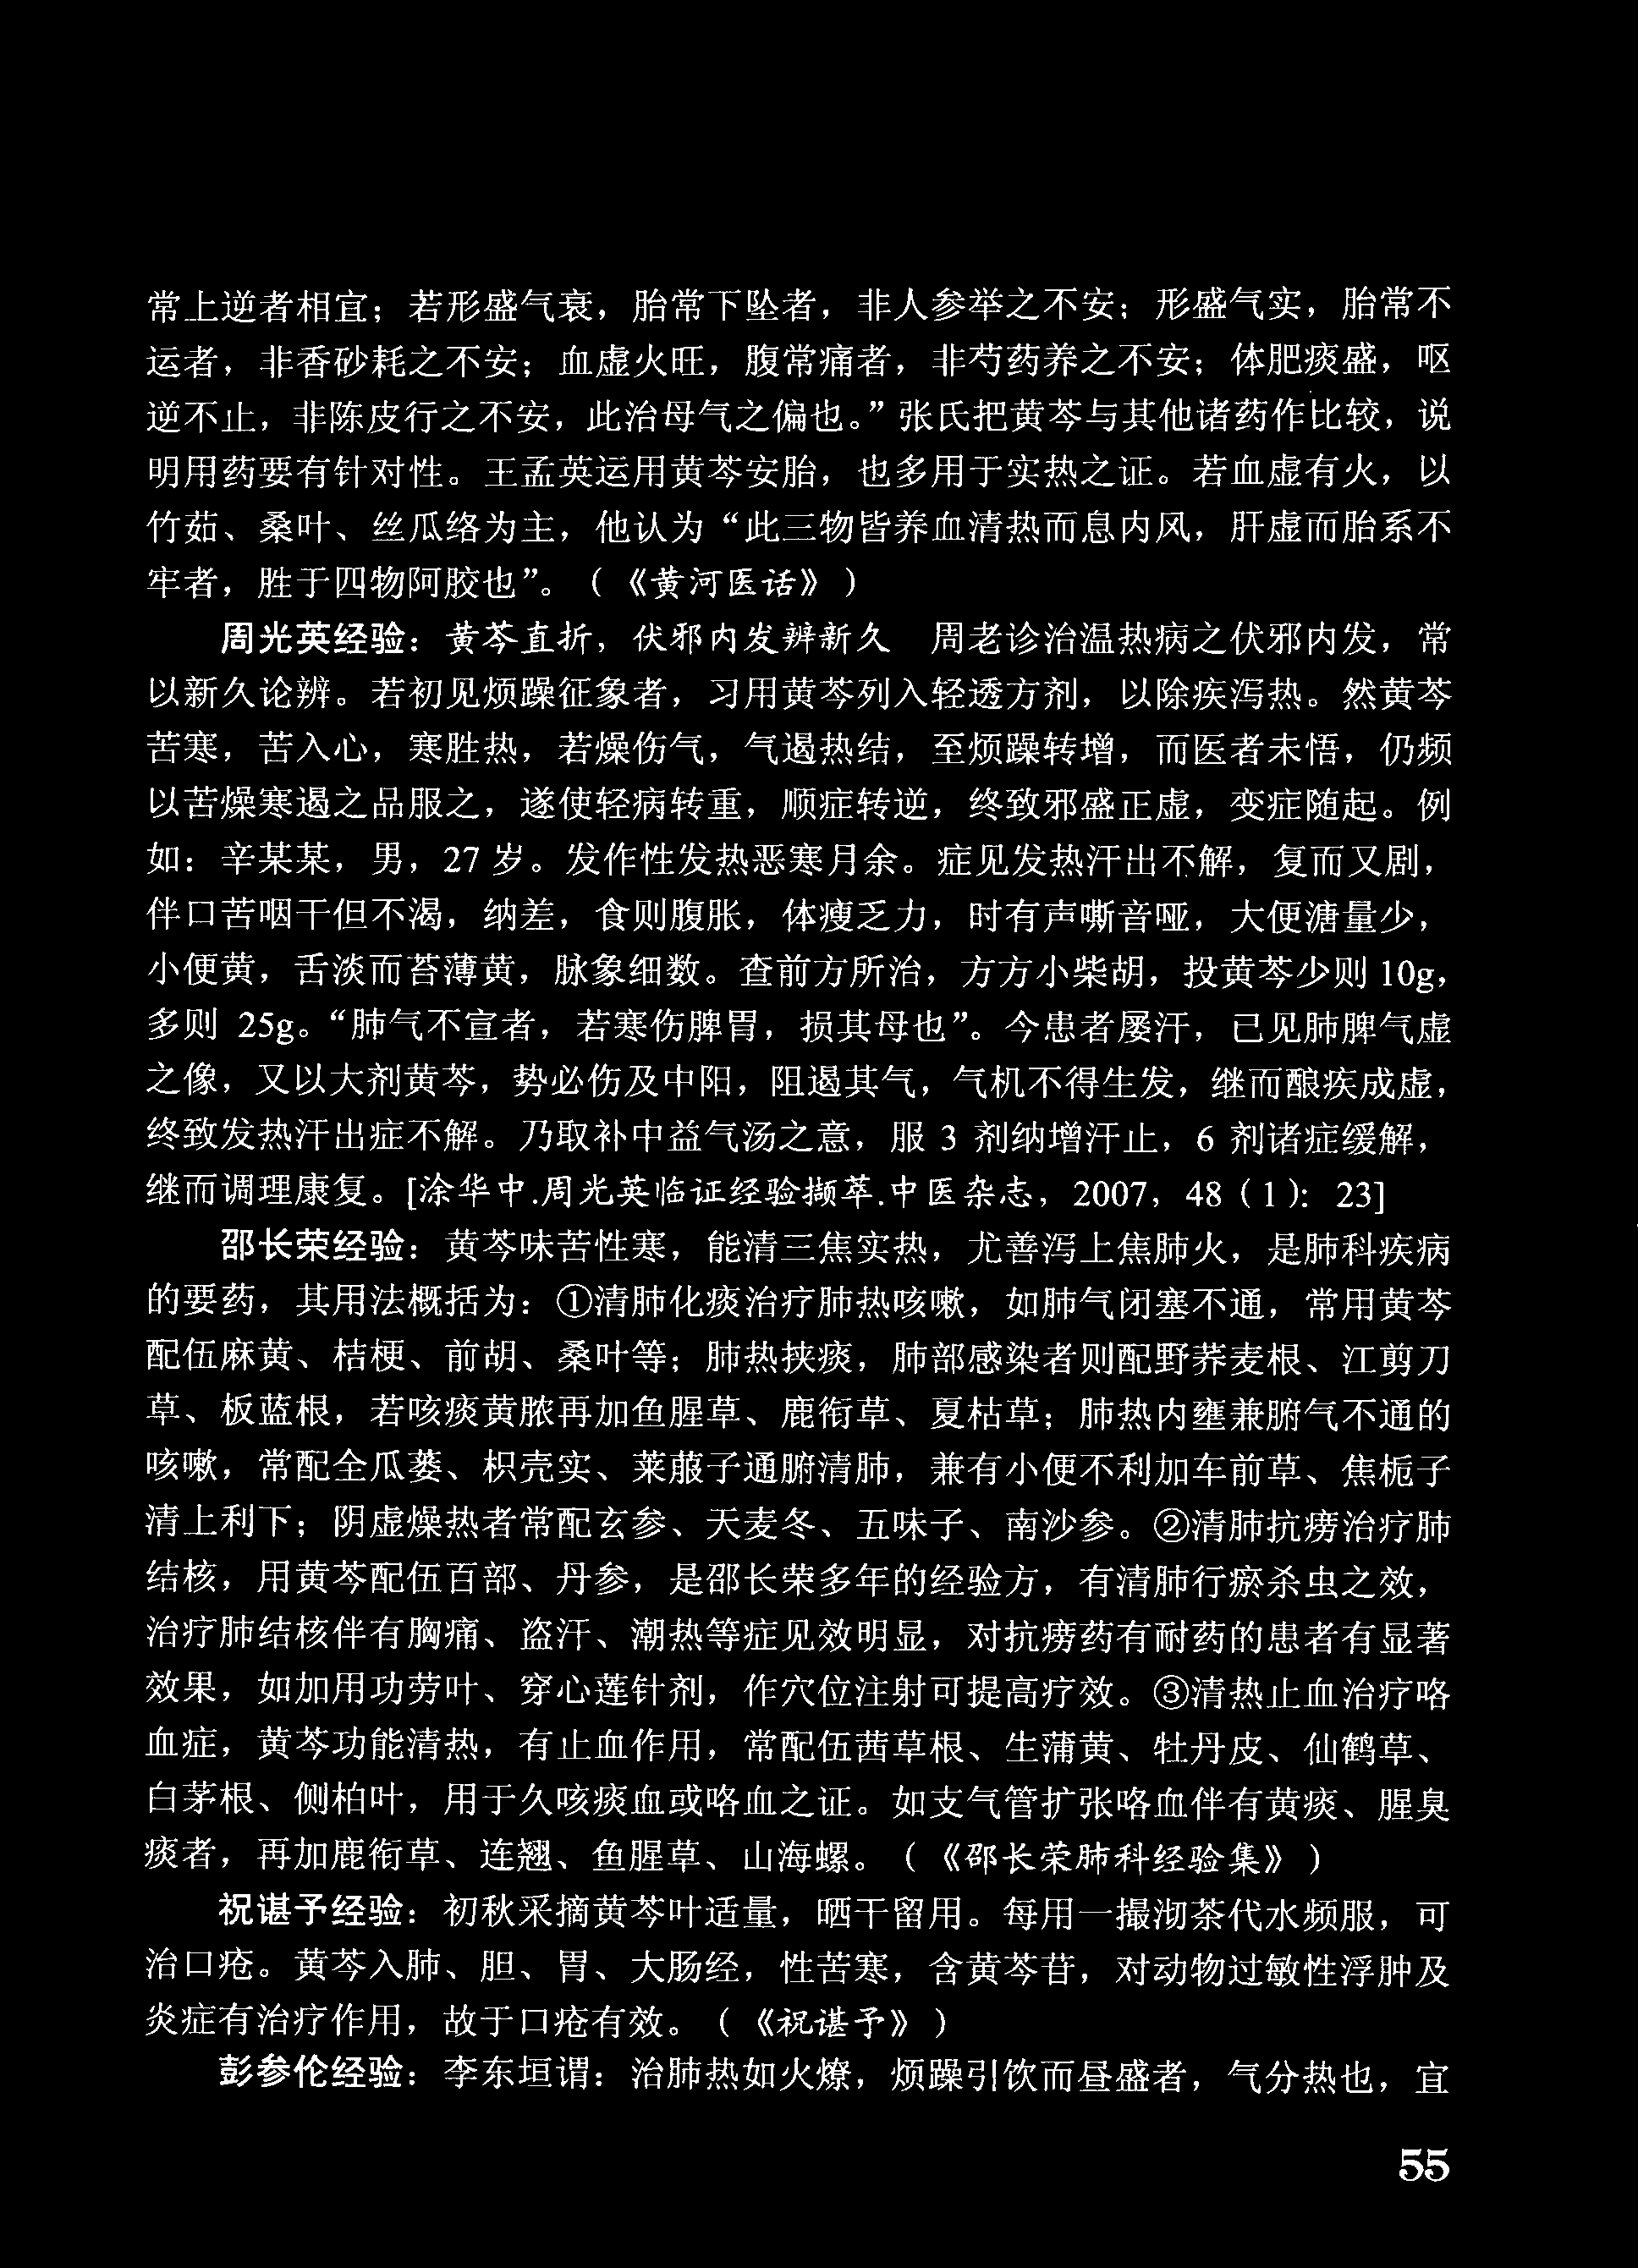 常上逆者相宜；若形盛气衰，胎常下坠者，非人参举之不安；形盛气实，胎常不
运者，非香砂耗之不安；血虚火旺，腹常痛者，非芍药养之不安；体肥痰盛，呕
逆不止，非陈皮行之不安，此治母气之偏也。”张氏把黄芩与其他诸药作比较，说
明用药要有针对性。王孟英运用黄芩安胎，也多用于实热之证。若血虚有火，以
竹茹、桑叶、丝瓜络为主，他认为“此三物皆养血清热而息内风，肝虚而胎系不
牢者，胜于四物阿胶也”。（《黄河医话》）
周光英经验：黄芩直折，伏邪内发辨新久　周老诊治温热病之伏邪内发，常
以新久论辨。若初见烦躁征象者，习用黄芩列入轻透方剂，以除疾泻热。然黄芩
苦寒，苦入心，寒胜热，若燥伤气，气遏热结，至烦躁转增，而医者未悟，仍频
以苦燥寒遏之品服之，遂使轻病转重，顺症转逆，终致邪盛正虚，变症随起。例
如：辛某某，男，27 岁。发作性发热恶寒月余。症见发热汗出不解，复而又剧，
伴口苦咽干但不渴，纳差，食则腹胀，体瘦乏力，时有声嘶音哑，大便溏量少，
小便黄，舌淡而苔薄黄，脉象细数。查前方所治，方方小柴胡，投黄芩少则 10g，
多则 25g。“肺气不宣者，若寒伤脾胃，损其母也”。今患者屡汗，已见肺脾气虚
之像，又以大剂黄芩，势必伤及中阳，阻遏其气，气机不得生发，继而酿疾成虚，
终致发热汗出症不解。乃取补中益气汤之意，服 3 剂纳增汗止，6 剂诸症缓解，
继而调理康复。[涂华中.周光英临证经验撷萃.中医杂志，2007，48（1）：23]
邵长荣经验：黄芩味苦性寒，能清三焦实热，尤善泻上焦肺火，是肺科疾病
的要药，其用法概括为：①清肺化痰治疗肺热咳嗽，如肺气闭塞不通，常用黄芩
配伍麻黄、桔梗、前胡、桑叶等；肺热挟痰，肺部感染者则配野荞麦根、江剪刀
草、板蓝根，若咳痰黄脓再加鱼腥草、鹿衔草、夏枯草；肺热内壅兼腑气不通的
咳嗽，常配全瓜蒌、枳壳实、莱菔子通腑清肺，兼有小便不利加车前草、焦栀子
清上利下；阴虚燥热者常配玄参、天麦冬、五味子、南沙参。②清肺抗痨治疗肺
结核，用黄芩配伍百部、丹参，是邵长荣多年的经验方，有清肺行瘀杀虫之效，
治疗肺结核伴有胸痛、盗汗、潮热等症见效明显，对抗痨药有耐药的患者有显著
效果，如加用功劳叶、穿心莲针剂，作穴位注射可提高疗效。③清热止血治疗咯
血症，黄芩功能清热，有止血作用，常配伍茜草根、生蒲黄、牡丹皮、仙鹤草、
白茅根、侧柏叶，用于久咳痰血或咯血之证。如支气管扩张咯血伴有黄痰、腥臭
痰者，再加鹿衔草、连翘、鱼腥草、山海螺。（《邵长荣肺科经验集》）
祝谌予经验：初秋采摘黄芩叶适量，晒干留用。每用一撮沏茶代水频服，可
治口疮。黄芩入肺、胆、胃、大肠经，性苦寒，含黄芩苷，对动物过敏性浮肿及
炎症有治疗作用，故于口疮有效。（《祝谌予》）
彭参伦经验：李东垣谓：治肺热如火燎，烦躁引饮而昼盛者，气分热也，宜
55